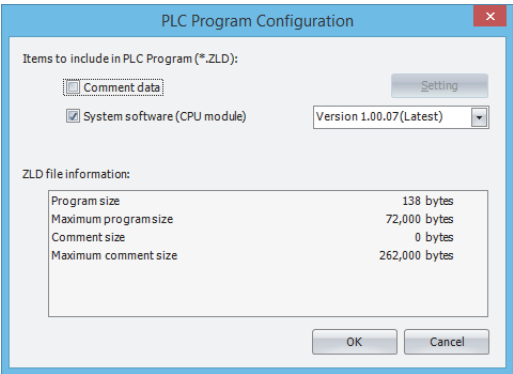 PLC Program Configuration
Items to include in PLC Program (*.ZLD):
Comment data
Setting
System software (CPU module)
Version 1.00.07(Latest)
ZLD file information:
Program size 138 bytes
Maximum programsize 72,000 bytes
Comment size 0 bytes
Maximum comment size 262,000 bytes
OK Cancel